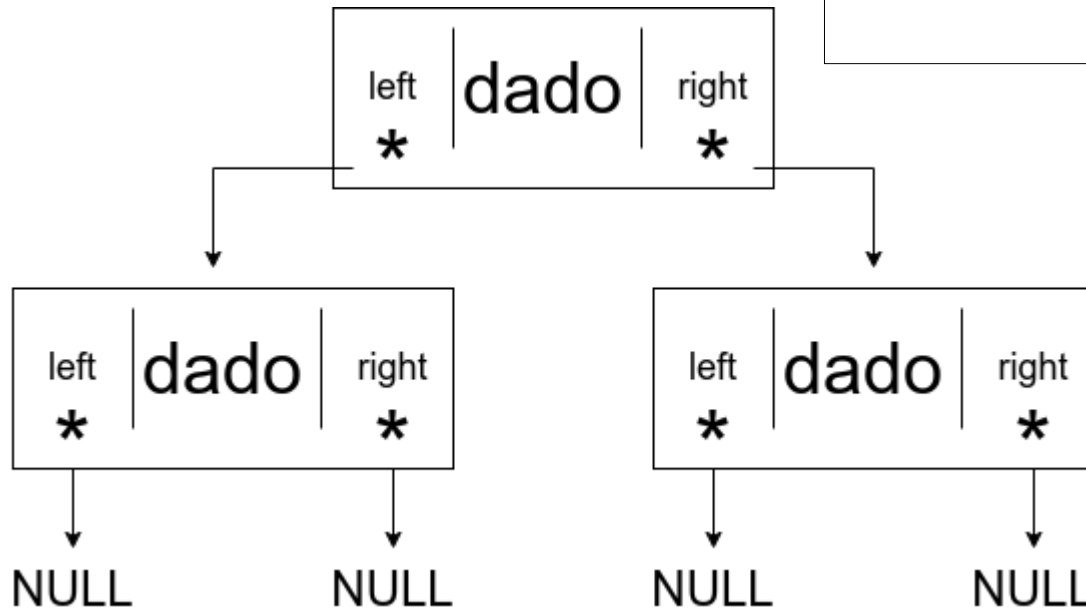 left dado right
* *
left dado right left dado right
* * * *
NULL NULL NULL NULL